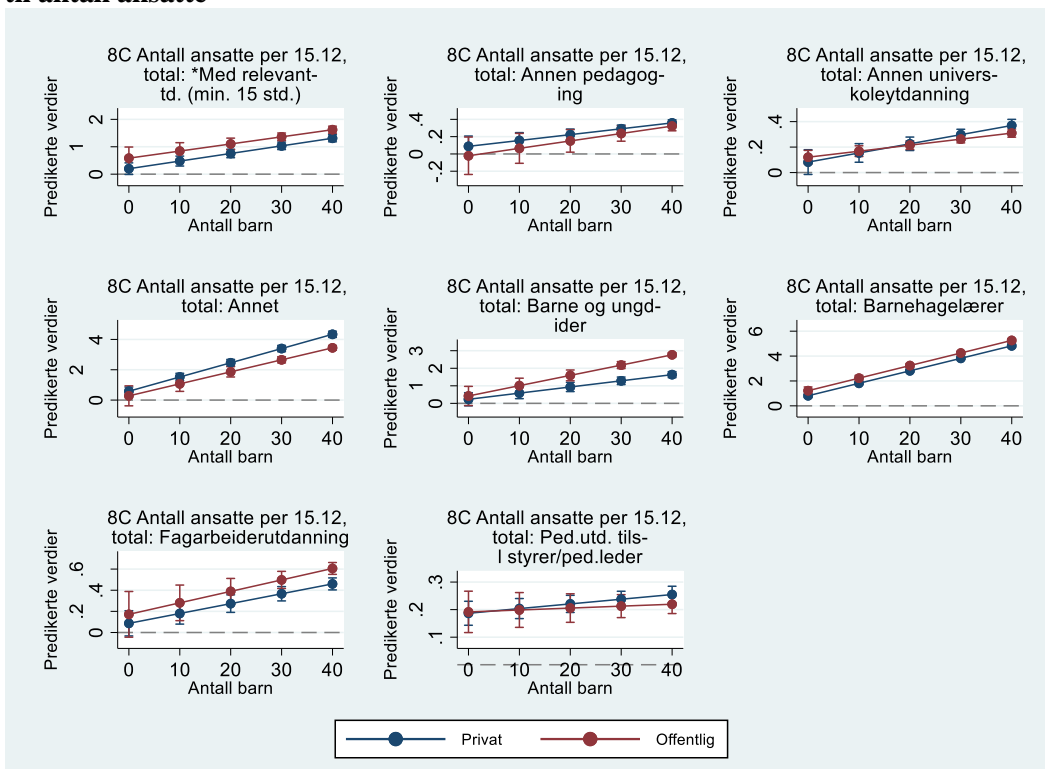 8C Antall ansatte per 15.12,
total: *Med relevant-
td. (min. 15 std.)
Predikerte verdier
2
1
0
0 10 20 30 40
Antall barn
8C Antall ansatte per 15.12,
total: Annen pedagog-
ing
Predikerte verdier
.4
.2
0
-.2
0 10 20 30 40
Antall barn
8C Antall ansatte per 15.12,
total: Annen univers-
koleytdanning
Predikerte verdier
.4
.2
0
0 10 20 30 40
Antall barn
8C Antall ansatte per 15.12,
total: Annet
Predikerte verdier
4
2
0
0 10 20 30 40
Antall barn
8C Antall ansatte per 15.12,
total: Barne og ungd-
ider
Predikerte verdier
3
2
1
0
0 10 20 30 40
Antall barn
8C Antall ansatte per 15.12,
total: Barnehagelærer
Predikerte verdier
6
4
2
0
0 10 20 30 40
Antall barn
8C Antall ansatte per 15.12,
total: Fagarbeiderutdanning
Predikerte verdier
.6
.4
.2
0
0 10 20 30 40
Antall barn
8C Antall ansatte per 15.12,
total: Ped.utd. tils-
l styrer/ped.leder
Predikerte verdier
.3
.2
.1
0 10 20 30 40
Antall barn
Privat Offentlig